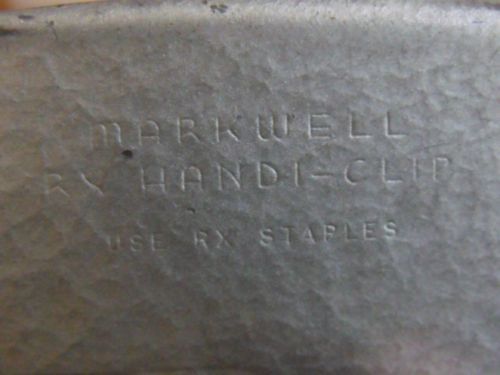 MARKWELL
RX HANDI-CLIP
USE RX STAPLES